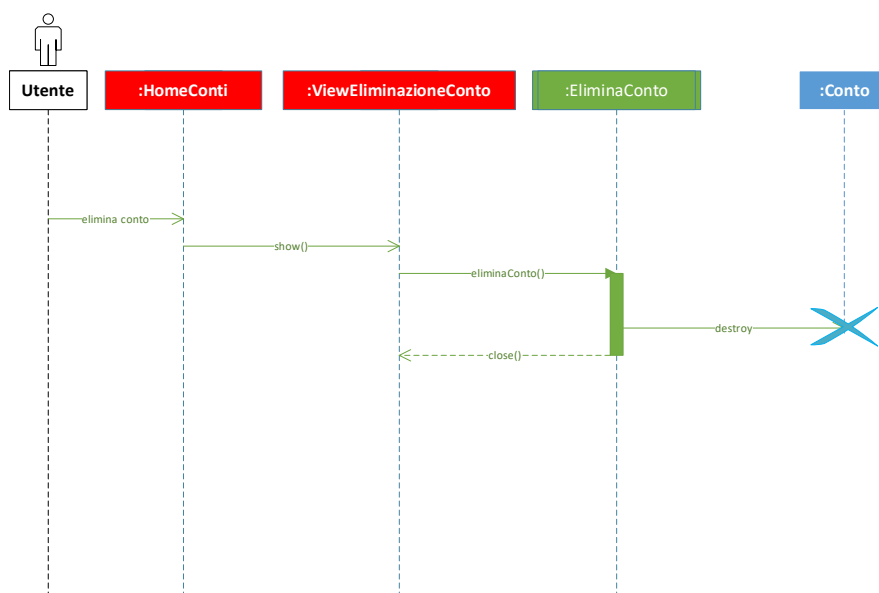 Utente
:HomeConti
:ViewEliminazioneConto
:EliminaConto
:Conto
elimina conto
show()
eliminaConto()
destroy
close()